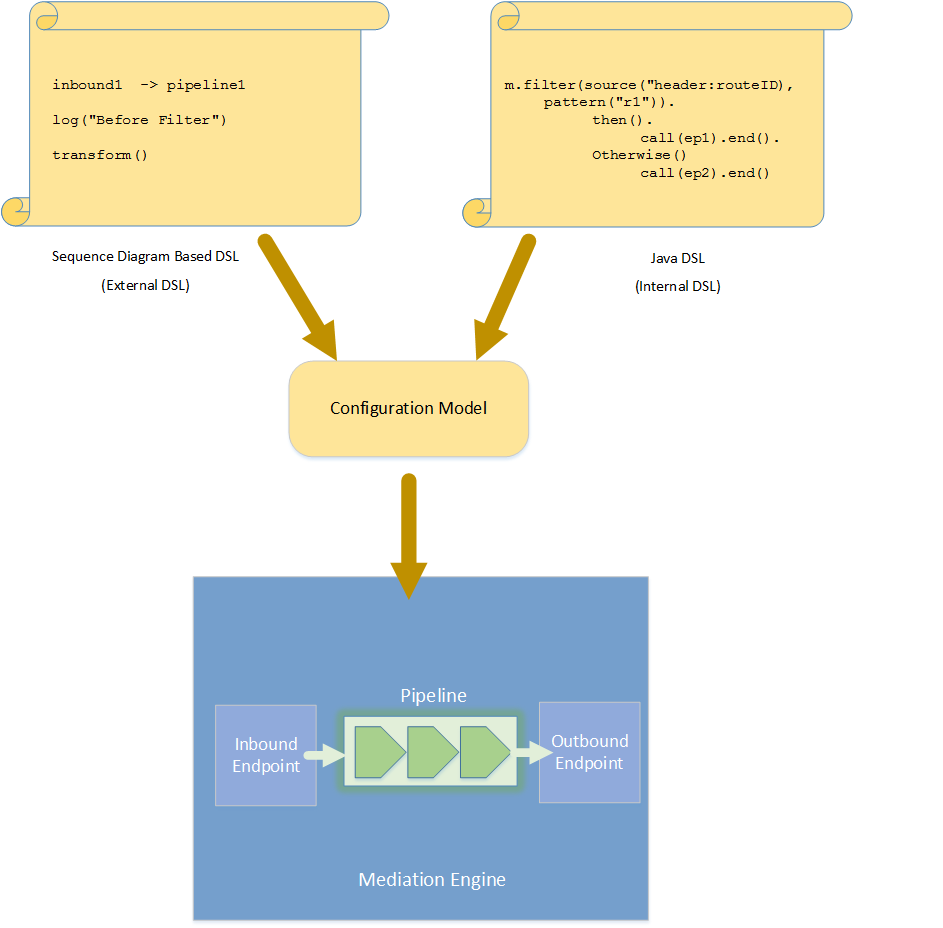 inbound1  -> pipeline1
log("Before Filter")
transform()
m.filter(source("header:routeID),
pattern("r1")).
then().
call(ep1).end().
Otherwise()
call(ep2).end()
Sequence Diagram Based DSL
(External DSL)
Java DSL
(Internal DSL)
Configuration Model
Pipeline
Inbound
Endpoint
Outbound
Endpoint
Mediation Engine